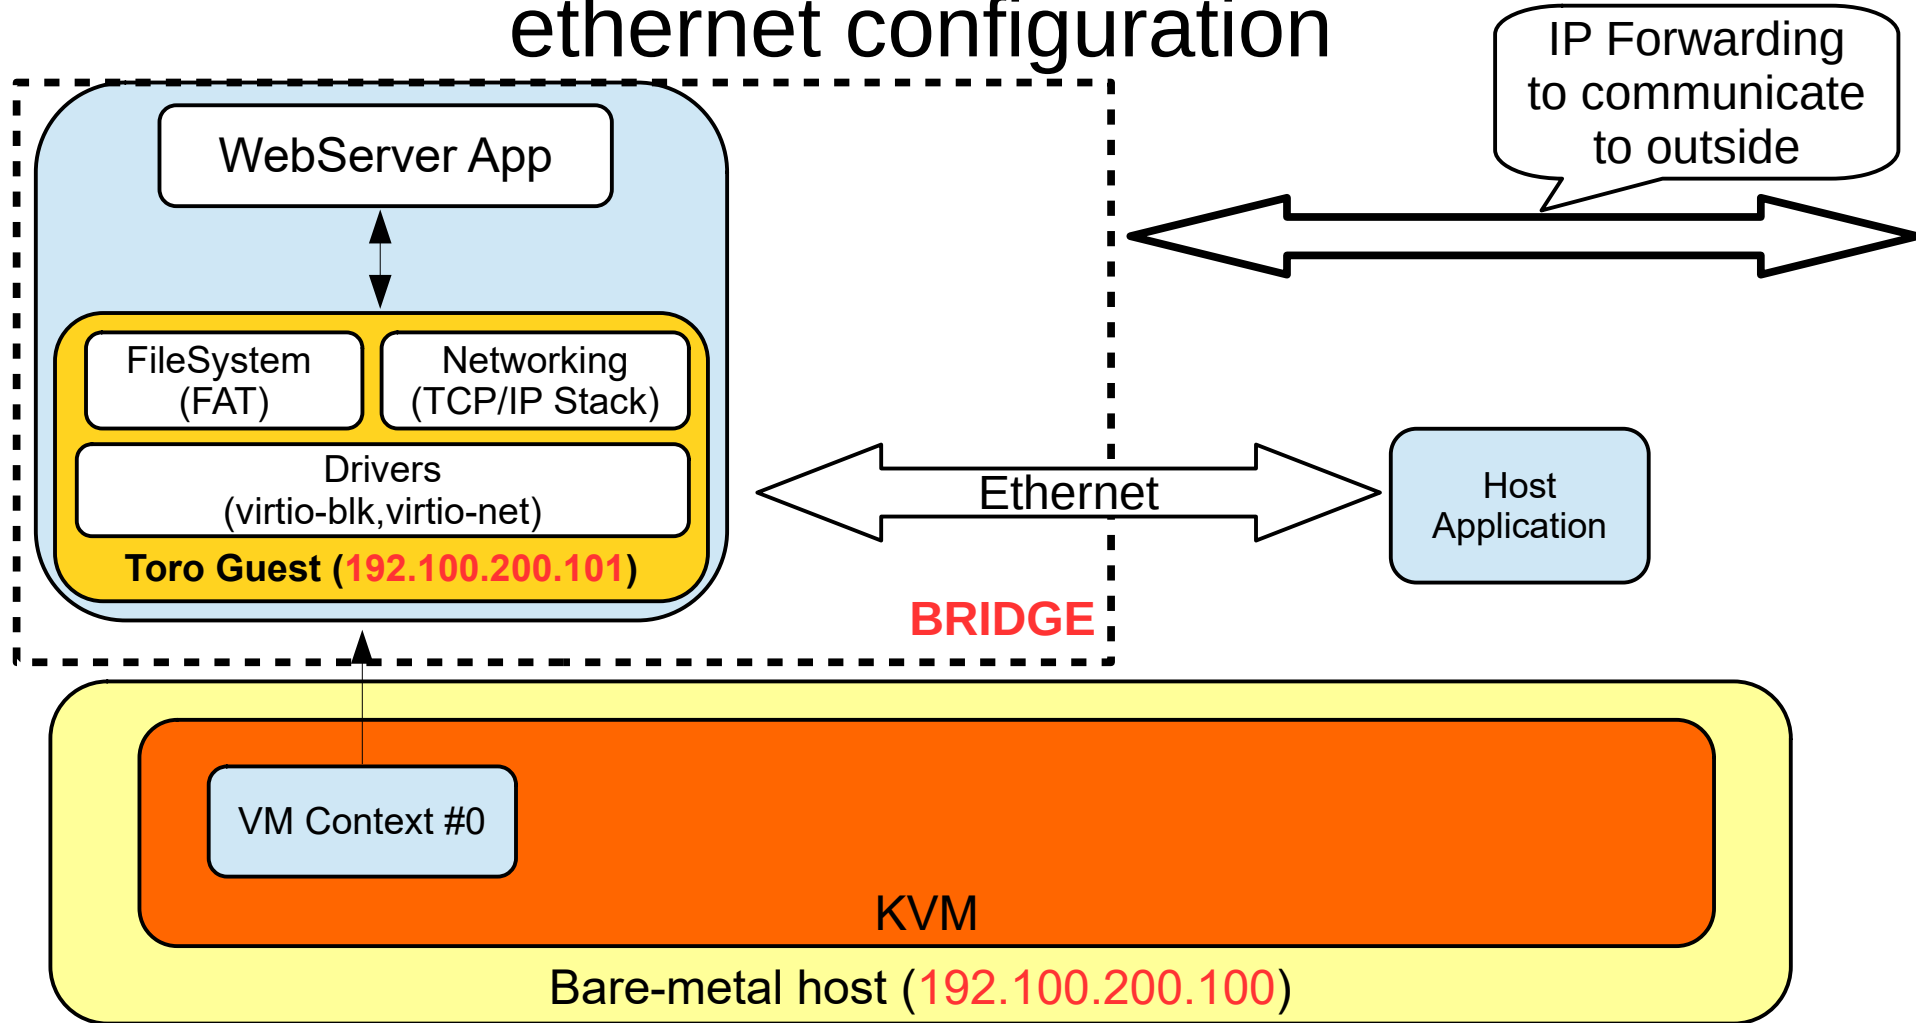 ethernet configuration
IP Forwarding
to communicate
to outside
WebServer App
FileSystem
(FAT)
Networking
(TCP/IP Stack)
Drivers
(virtio-blk,virtio-net)
Toro Guest (192.100.200.101)
Ethernet
Host
Application
BRIDGE
VM Context #0
KVM
Bare-metal host (192.100.200.100)